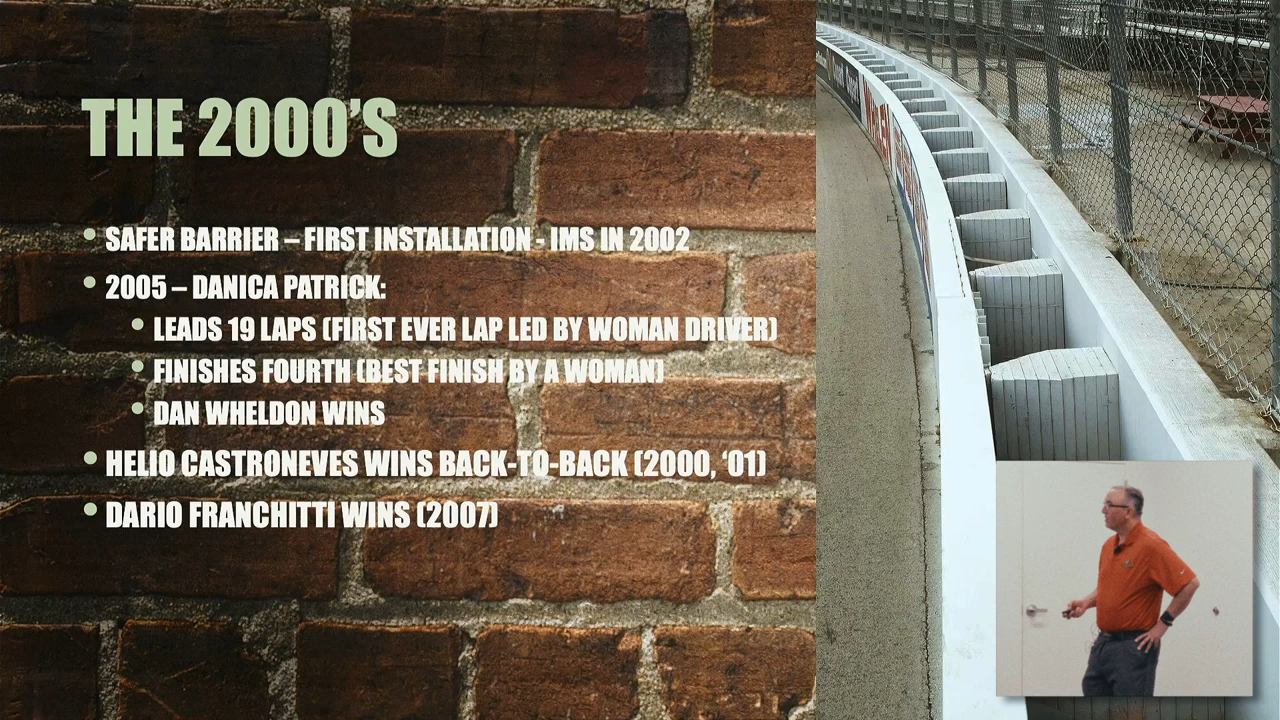 THE 2000'S
• SAFER BARRIER – FIRST INSTALLATION - IMS IN 2002
• 2005 – DANICA PATRICK:
• LEADS 19 LAPS (FIRST EVER LAP LED BY WOMAN DRIVER)
• FINISHES FOURTH (BEST FINISH BY A WOMAN)
• DAN WHELDON WINS
• HELIO CASTRONEVES WINS BACK-TO-BACK (2000, ‘01)
• DARIO FRANCHITTI WINS (2007)